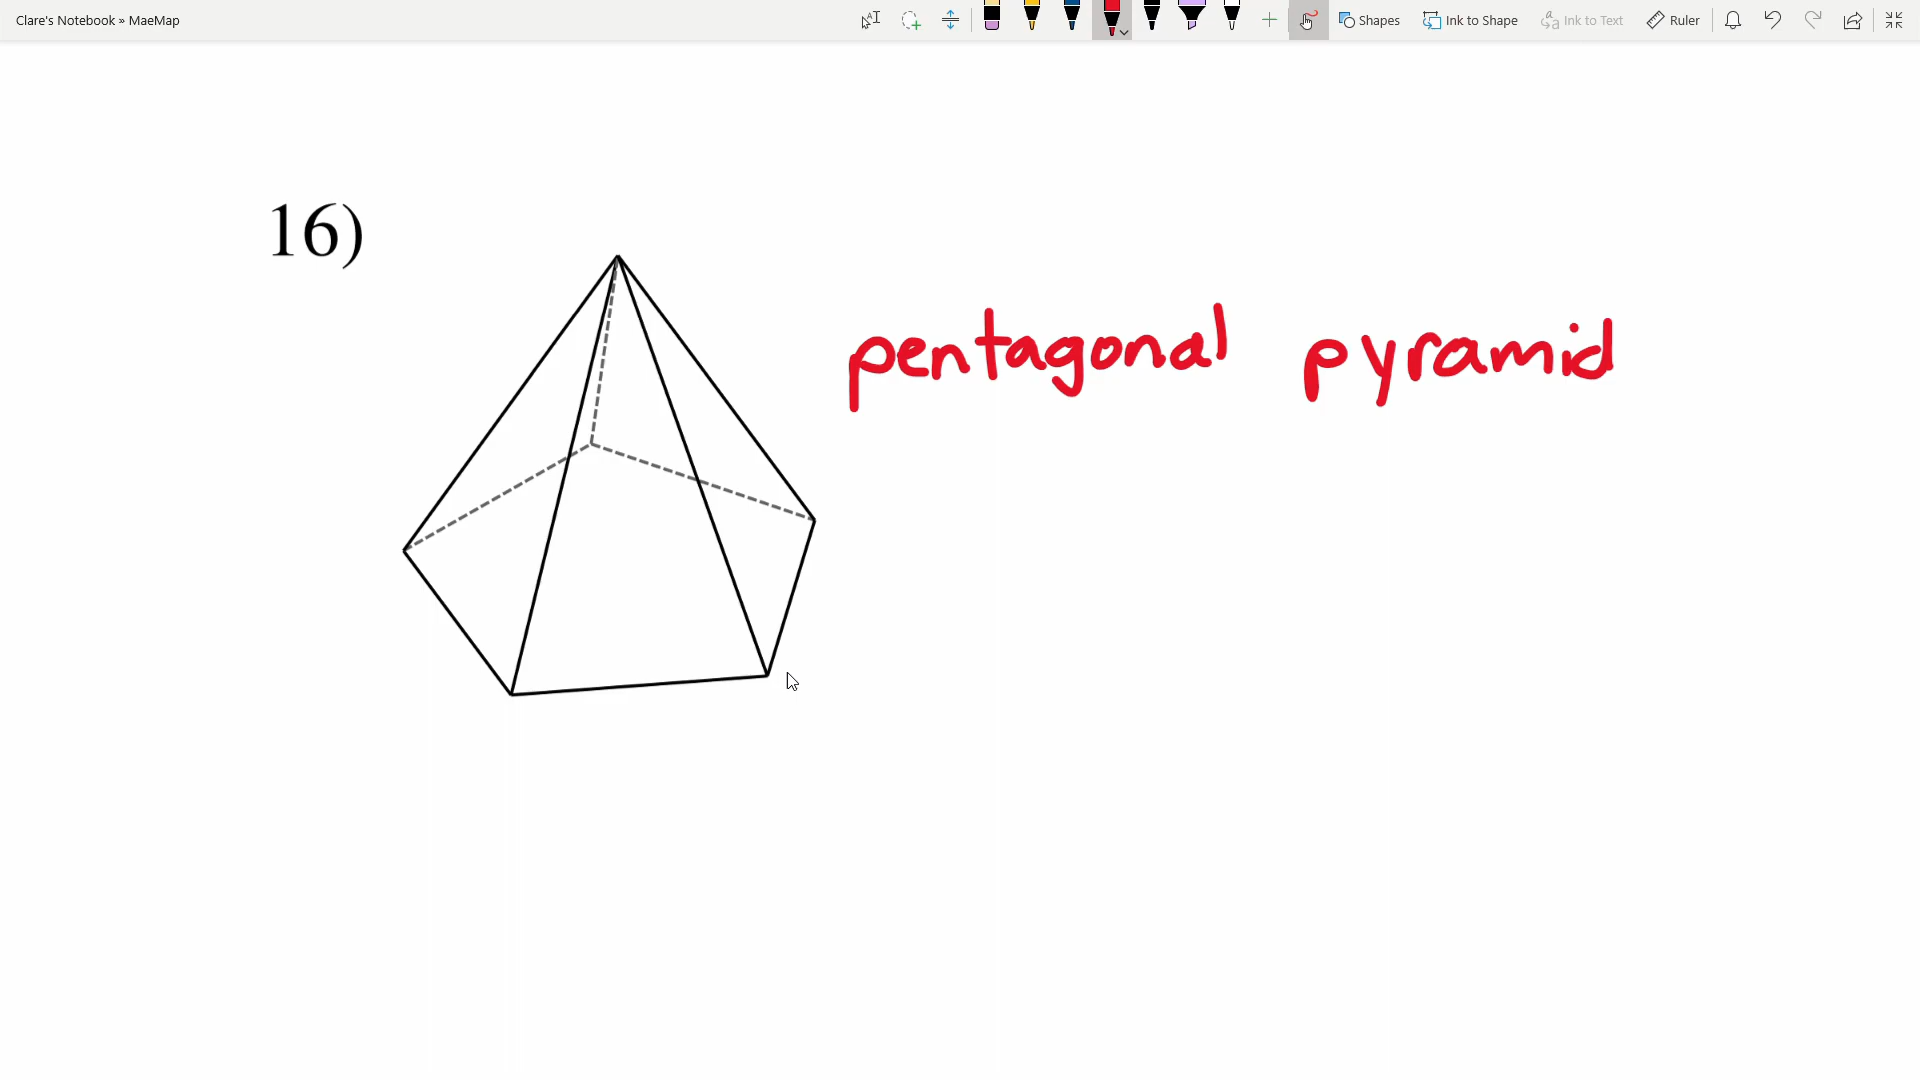 Clare's Notebook » MaeMap
Shapes
Ink to Shape
Ink to Text
Ruler
16)
pentagonal pyramid